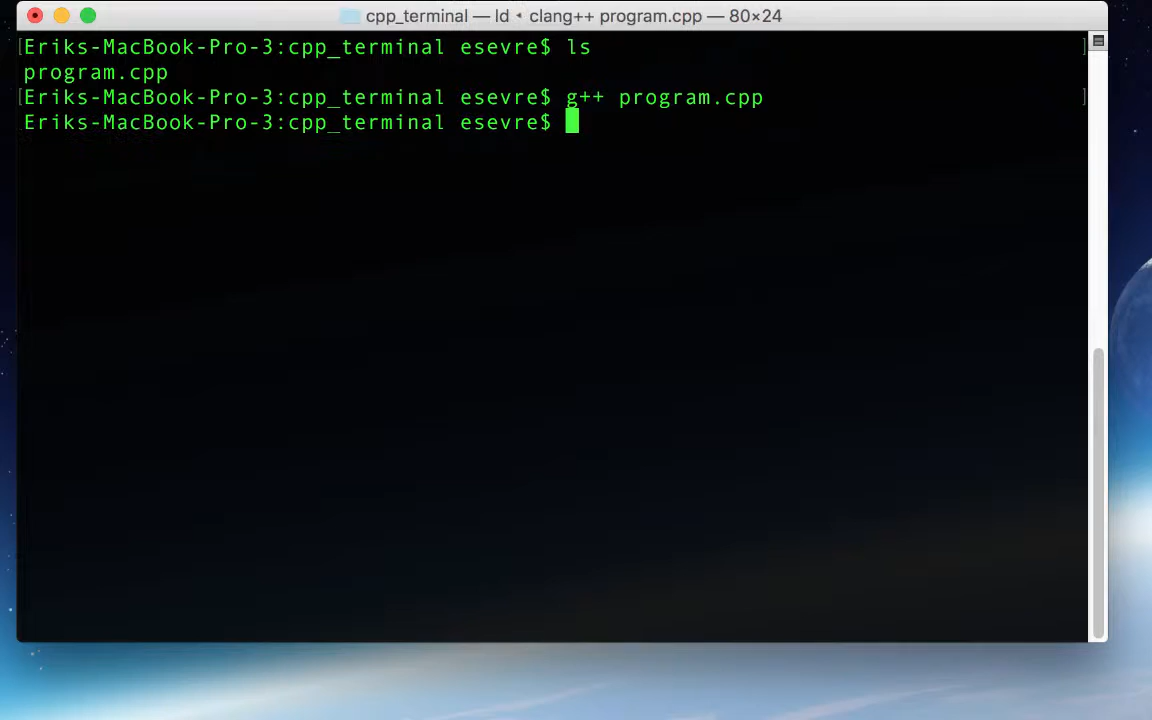 cpp_terminal — ld ◂ clang++ program.cpp — 80×24
[Eriks-MacBook-Pro-3:cpp_terminal esevre$ ls ]
program.cpp
[Eriks-MacBook-Pro-3:cpp_terminal esevre$ g++ program.cpp ]
Eriks-MacBook-Pro-3:cpp_terminal esevre$